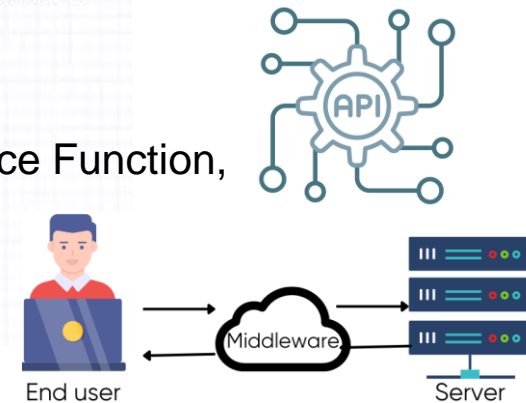 API
ce Function,
Middleware
End user
Server